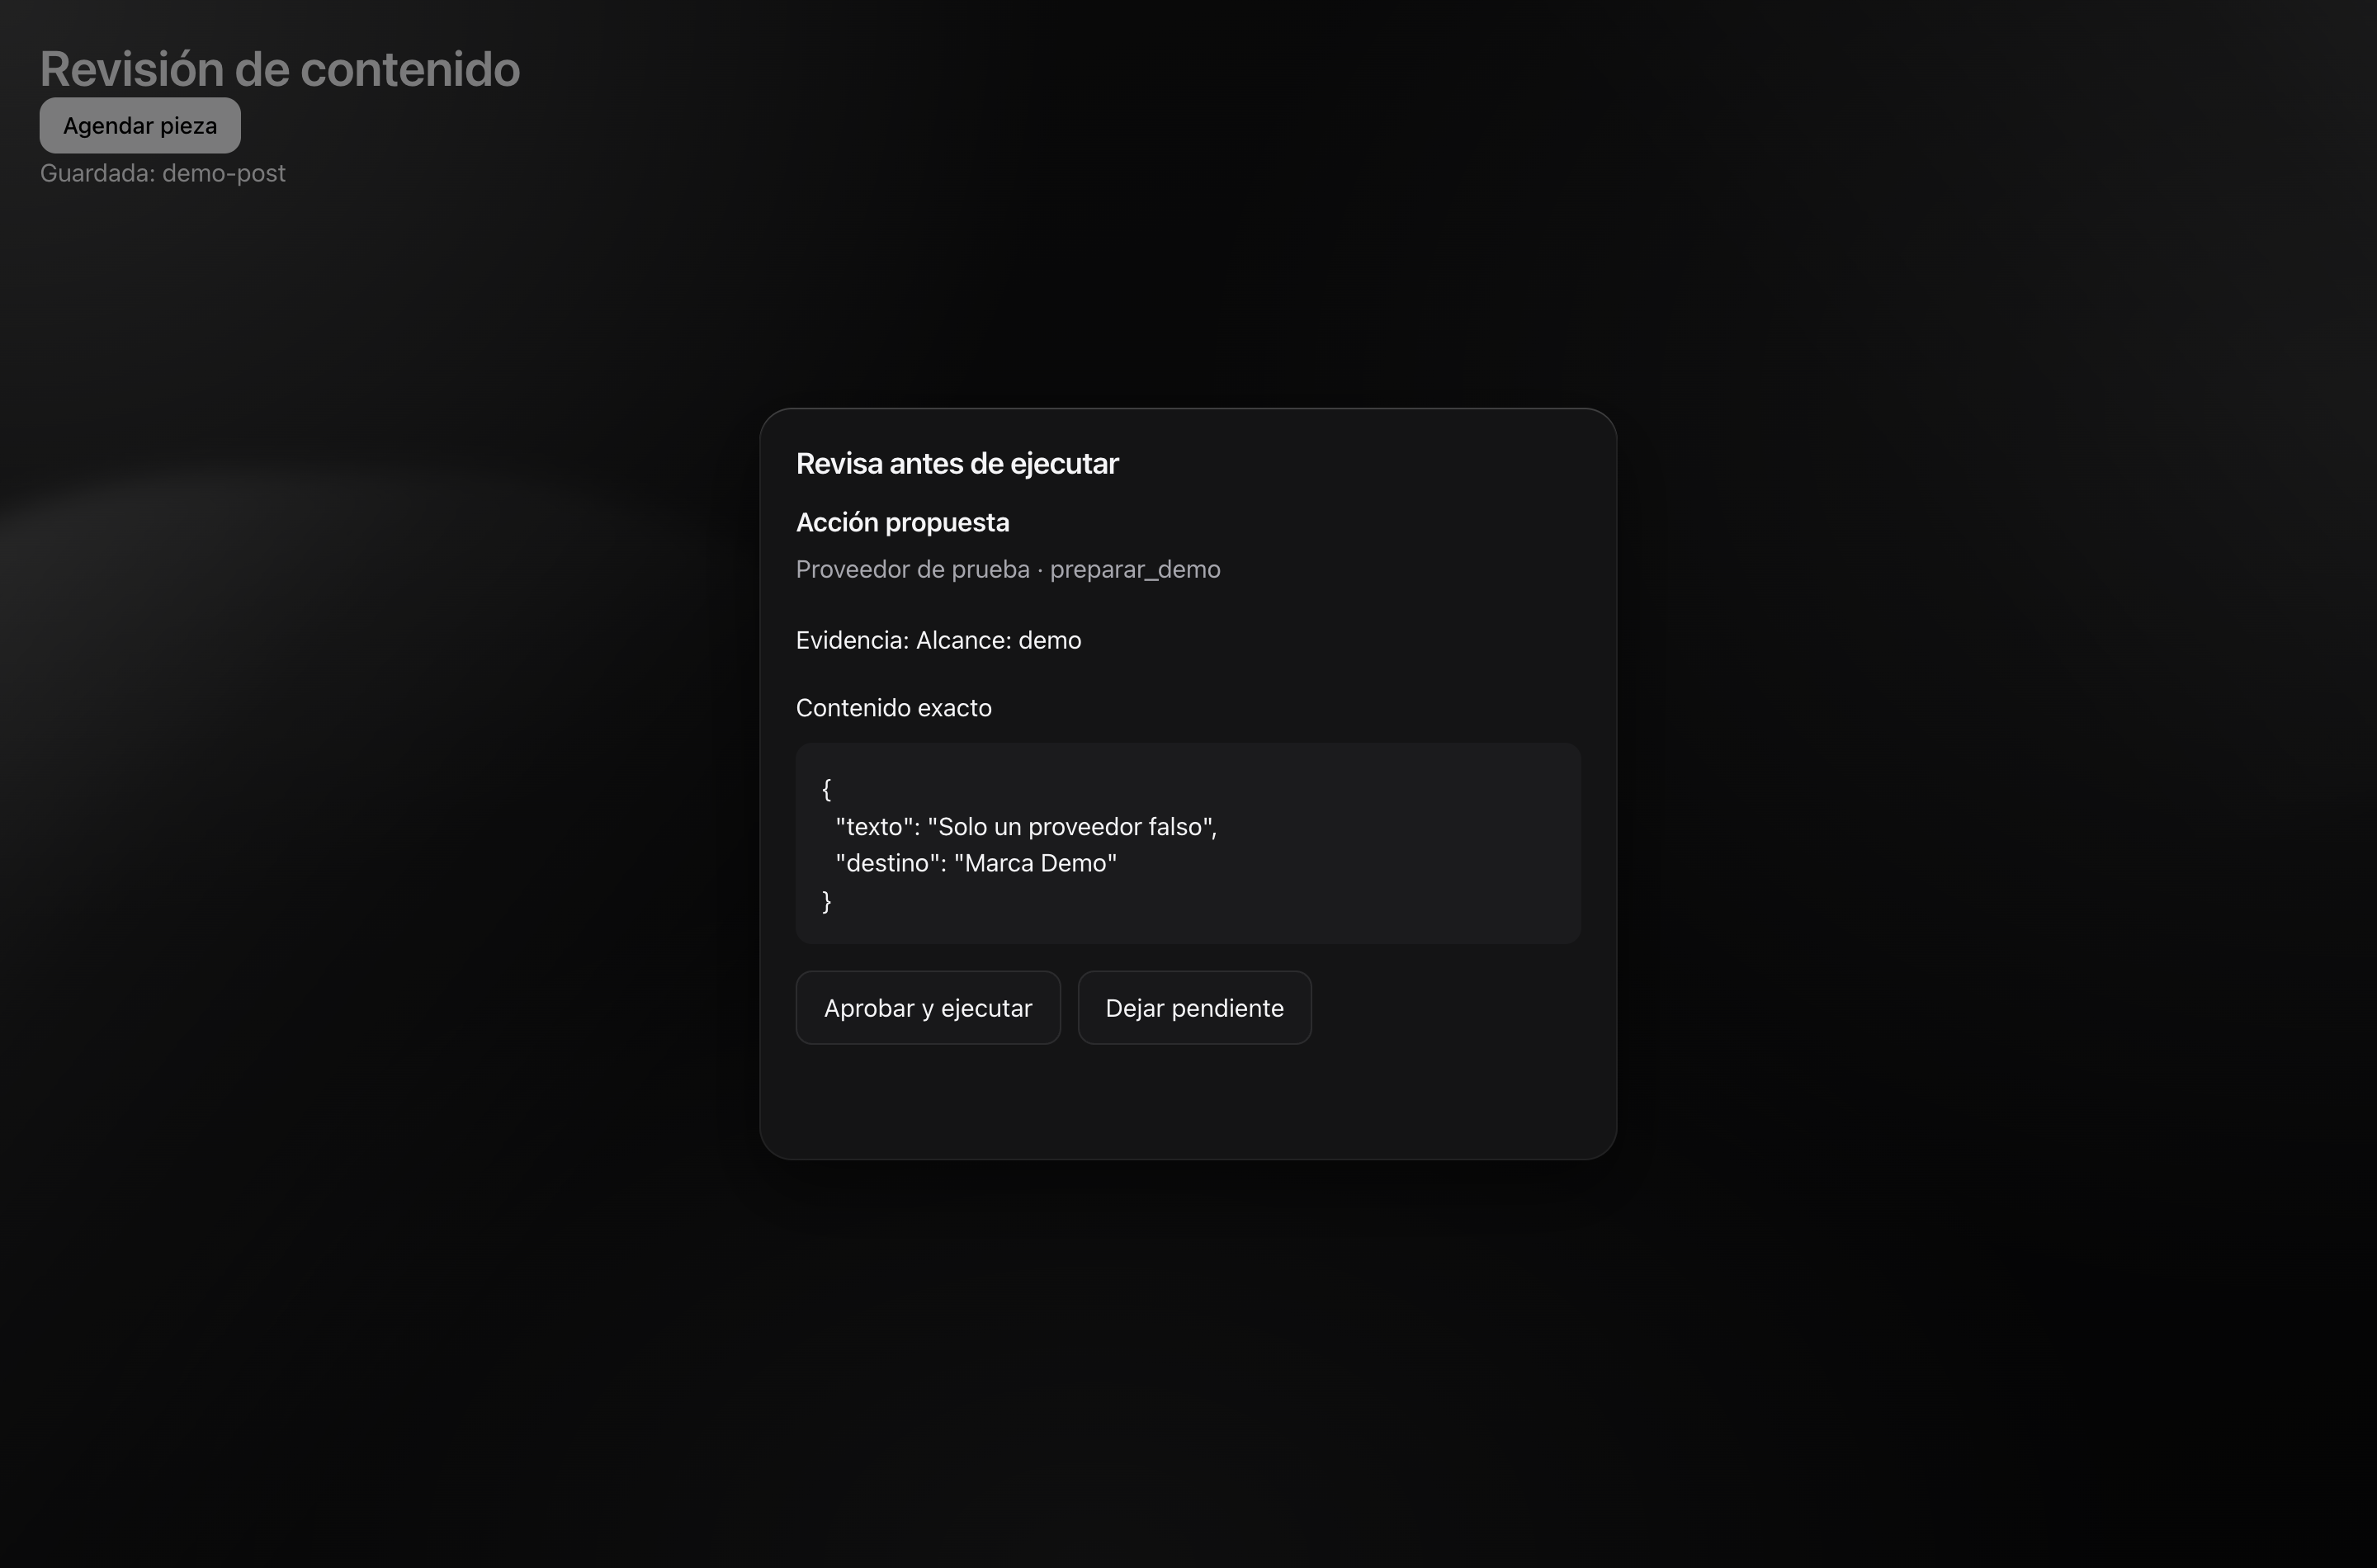 Revisión de contenido
Agendar pieza
Guardada: demo-post
Revisa antes de ejecutar
Acción propuesta
Proveedor de prueba · preparar_demo
Evidencia: Alcance: demo
Contenido exacto
{
  "texto": "Solo un proveedor falso",
  "destino": "Marca Demo"
}
Aprobar y ejecutar
Dejar pendiente